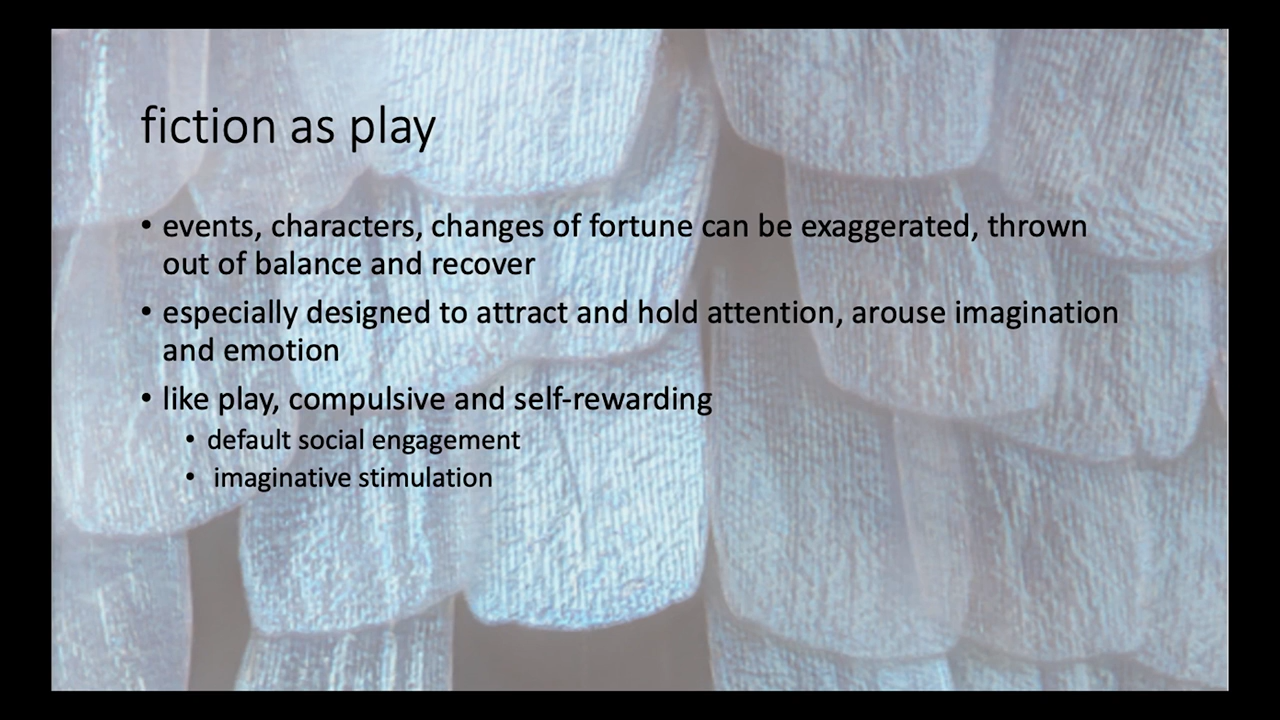 fiction as play
• events, characters, changes of fortune can be exaggerated, thrown
out of balance and recover
• especially designed to attract and hold attention, arouse imagination
and emotion
• like play, compulsive and self-rewarding
• default social engagement
• imaginative stimulation